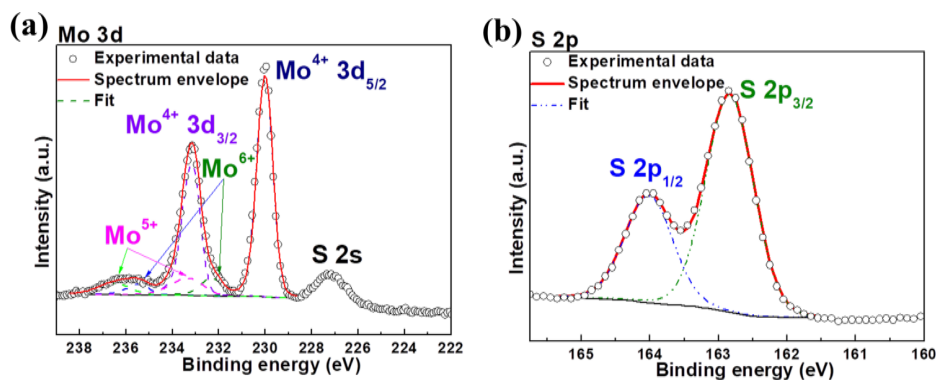 (a)
Mo 3d
Experimental data
Spectrum envelope
Fit
Mo⁴⁺ 3d₅/₂
Mo⁴⁺ 3d₃/₂
Mo⁶⁺
Mo⁵⁺
S 2s
Intensity (a.u.)
238 236 234 232 230 228 226 224 222
Binding energy (eV)
(b)
S 2p
Experimental data
Spectrum envelope
Fit
S 2p₃/₂
S 2p₁/₂
Intensity (a.u.)
165 164 163 162 161 160
Binding energy (eV)